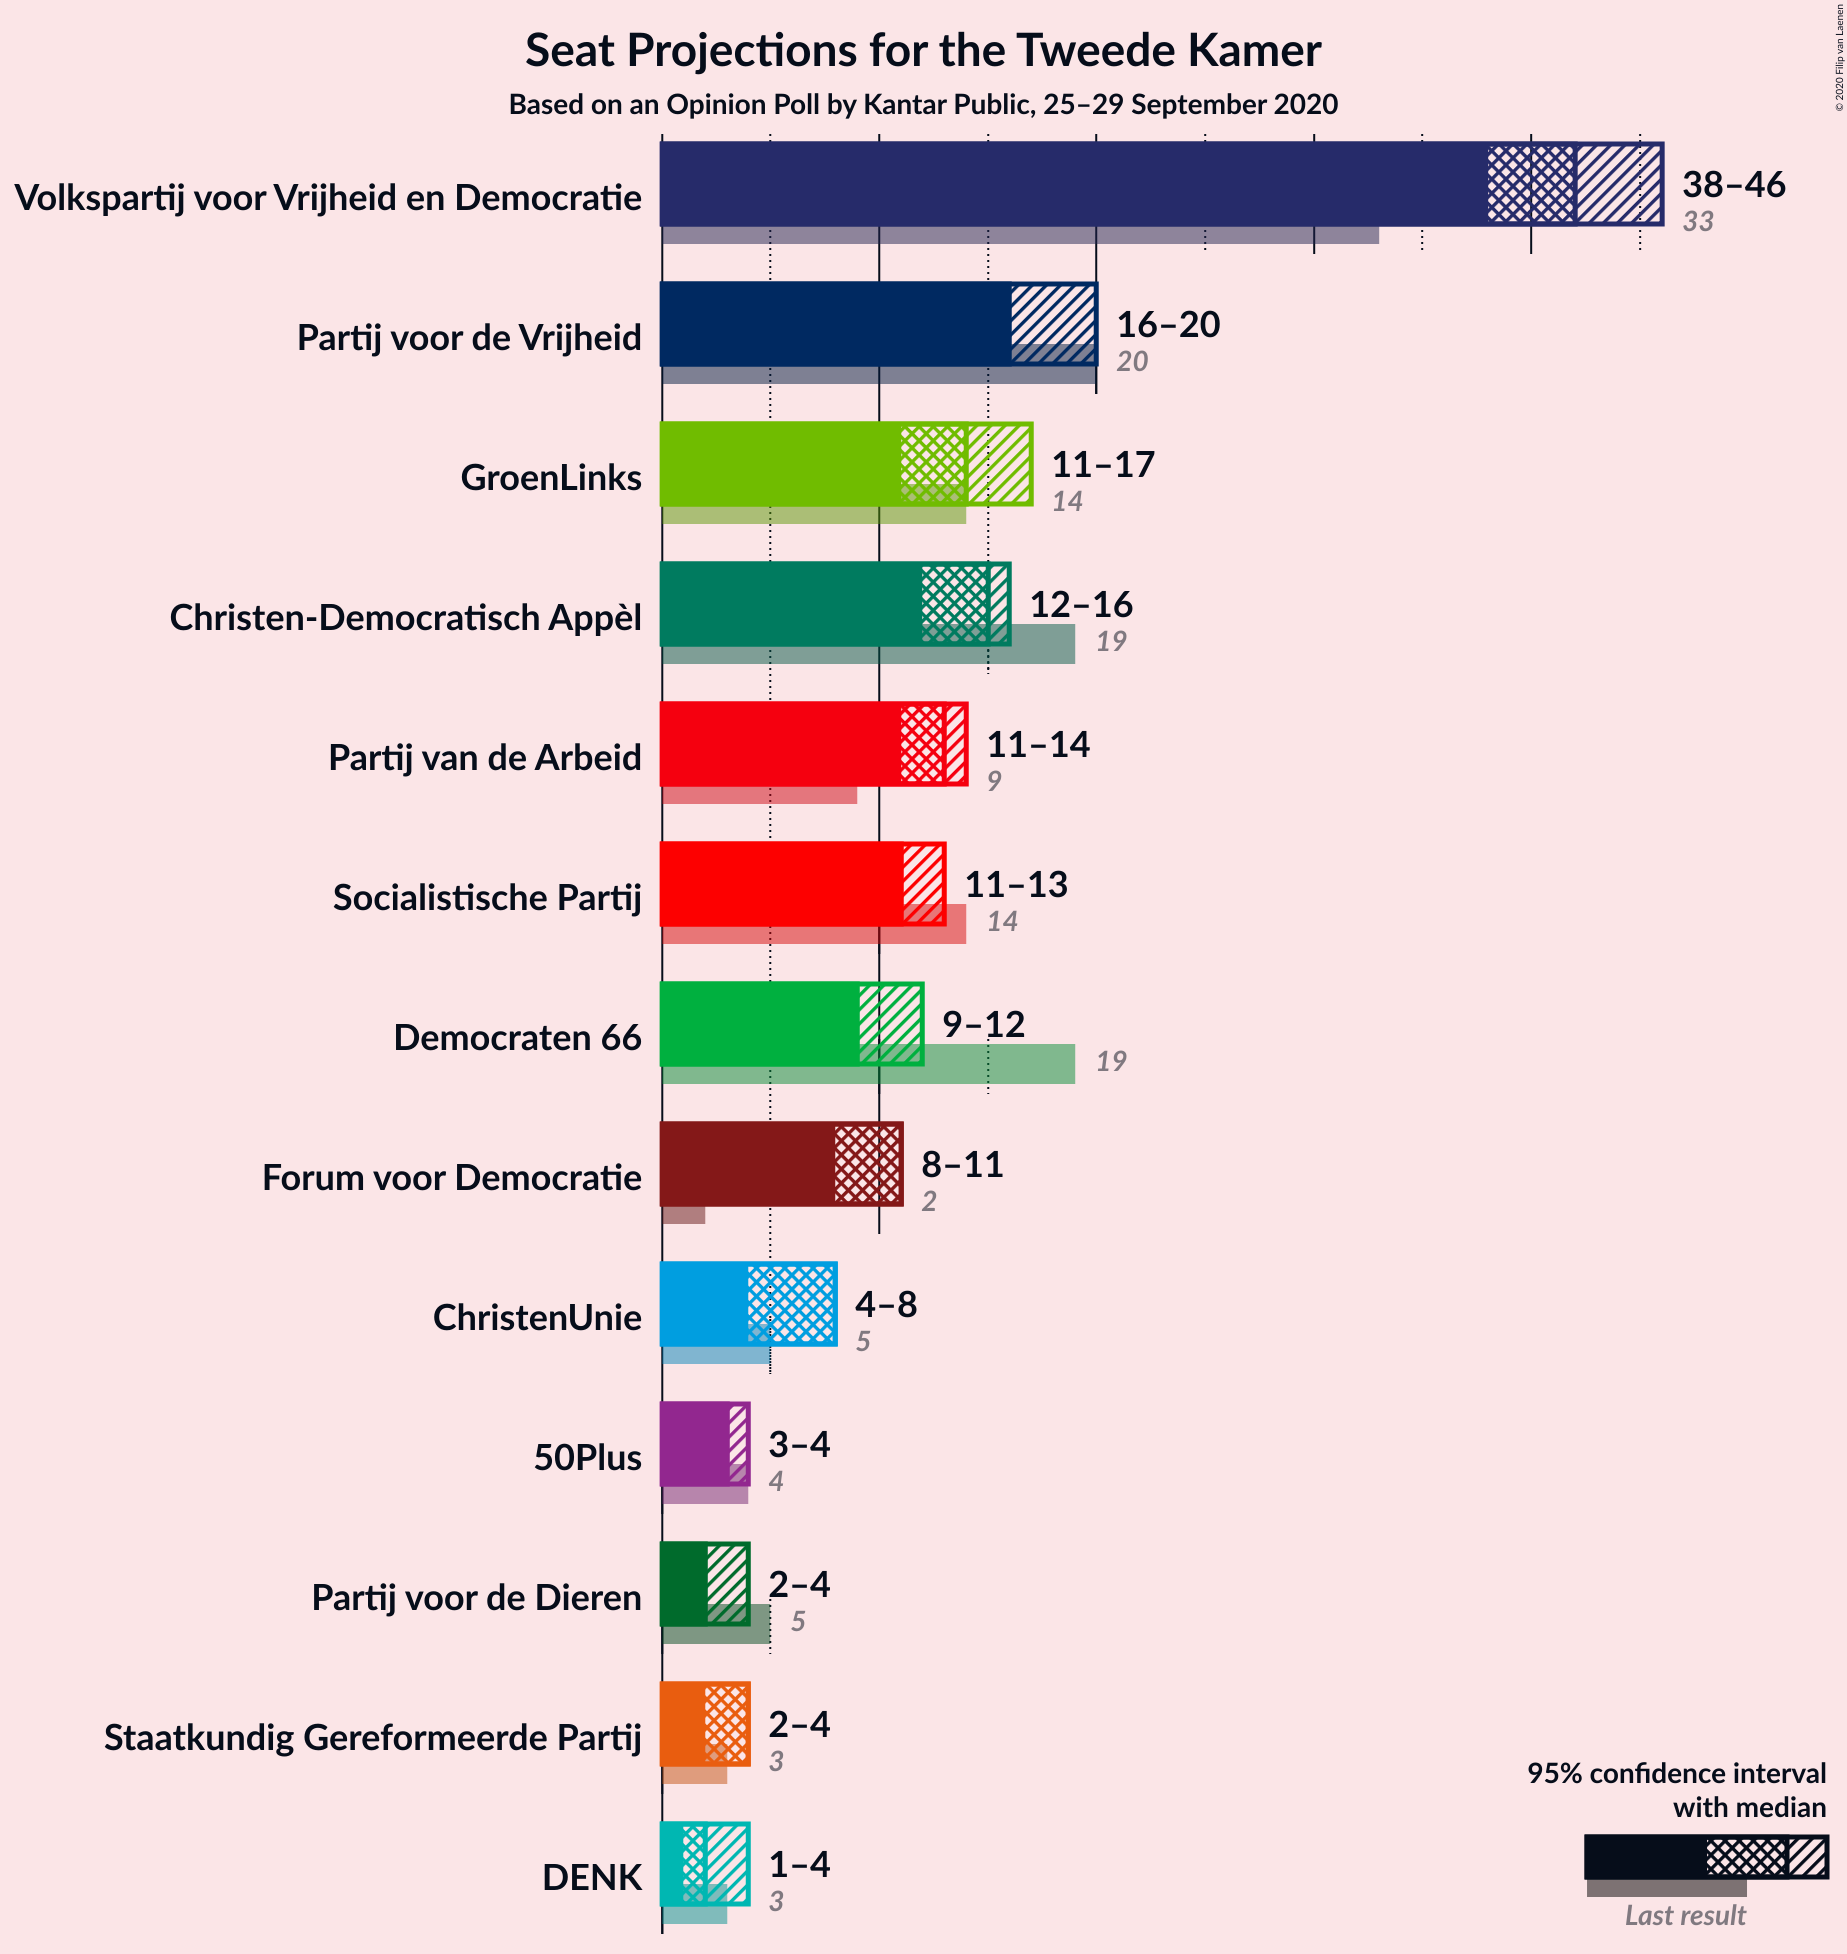 Seat Projections for the Tweede Kamer
Based on an Opinion Poll by Kantar Public, 25–29 September 2020
© 2020 Filip van Laenen
Volkspartij voor Vrijheid en Democratie
38–46
33
Partij voor de Vrijheid
16–20
20
GroenLinks
11–17
14
Christen-Democratisch Appèl
12–16
19
Partij van de Arbeid
11–14
9
Socialistische Partij
11–13
14
Democraten 66
9–12
19
Forum voor Democratie
8–11
2
ChristenUnie
4–8
5
50Plus
3–4
4
Partij voor de Dieren
2–4
5
Staatkundig Gereformeerde Partij
2–4
3
DENK
1–4
3
95% confidence interval
with median
Last result